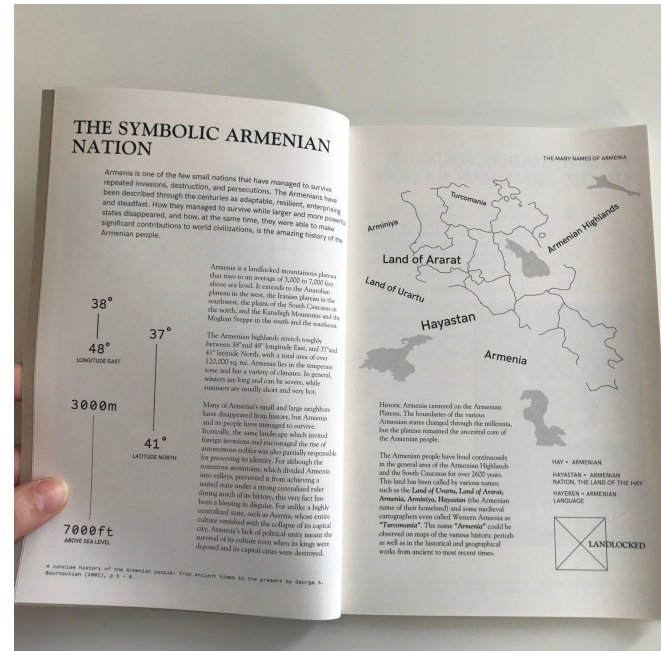 THE SYMBOLIC ARMENIAN
NATION
Armenia is one of the few small nations that have managed to survive
repeated invasions, destruction, and persecutions. The Armenians have
been described through the centuries as adaptable, resilient, enterprising
and steadfast. How they managed to survive while larger and more powerful
states disappeared, and how, at the same time, they were able to make
significant contributions to world civilizations, is the amazing history of the
Armenian people.
38°
48°
LONGITUDE EAST
37°
41°
LATITUDE NORTH
3000m
7000ft
ABOVE SEA LEVEL
Armenia is a landlocked mountainous plateau
that rises to an average of 3,000 to 7,000 feet
above sea level. It extends to the Anatolian
plateau in the west, the Iranian plateau in the
southwest, the plains of the South Caucasus in
the north, and the Karadagh Mountains and the
Moghan Steppe in the south and the southeast.
The Armenian highlands stretch roughly
between 38°and 48° longitude East, and 37°and
41° latitude North, with a total area of over
120,000 sq. mi. Armenia lies in the temperate
zone and has a variety of climates. In general,
winters are long and can be severe, while
summers are usually short and very hot.
Many of Armenia's small and large neighbors
have disappeared from history, but Armenia
and its people have managed to survive.
Ironically, the same landscape which invited
foreign invasions and encouraged the rise of
autonomous nobles was also partially responsible
for preserving its identity. For although the
numerous mountains, which divided Armenia
into valleys, prevented it from achieving a
united state under a strong centralized ruler
during much of its history, this very fact has
been a blessing in disguise. For unlike a highly
centralized state, such as Assyria, whose entire
culture vanished with the collapse of its capital
city, Armenia's lack of political unity meant the
survival of its culture even when its kings were
deposed and its capital cities were destroyed.
A concise history of the Armenian people: from ancient times to the present by George A.
Bournoutian (2002), p 5 - 8.
THE MANY NAMES OF ARMENIA
Turcomania
Arminiya
Armenian Highlands
Land of Ararat
Land of Urartu
Hayastan
Armenia
Historic Armenia centered on the Armenian
Plateau. The boundaries of the various
Armenian states changed through the millennia,
but the plateau remained the ancestral core of
the Armenian people.
The Armenian people have lived continuously
in the general area of the Armenian Highlands
and the South Caucasus for over 2600 years.
This land has been called by various names
such as the Land of Urartu, Land of Ararat,
Armenia, Arminiya, Hayastan (the Armenian
name of their homeland) and some medieval
cartographers even called Western Armenia as
"Turcomania". The name "Armenia" could be
observed on maps of the various historic periods
as well as in the historical and geographical
works from ancient to most recent times.
HAY = ARMENIAN
HAYASTAN = ARMENIAN
NATION, THE LAND OF THE HAY
HAYEREN = ARMENIAN
LANGUAGE
LANDLOCKED